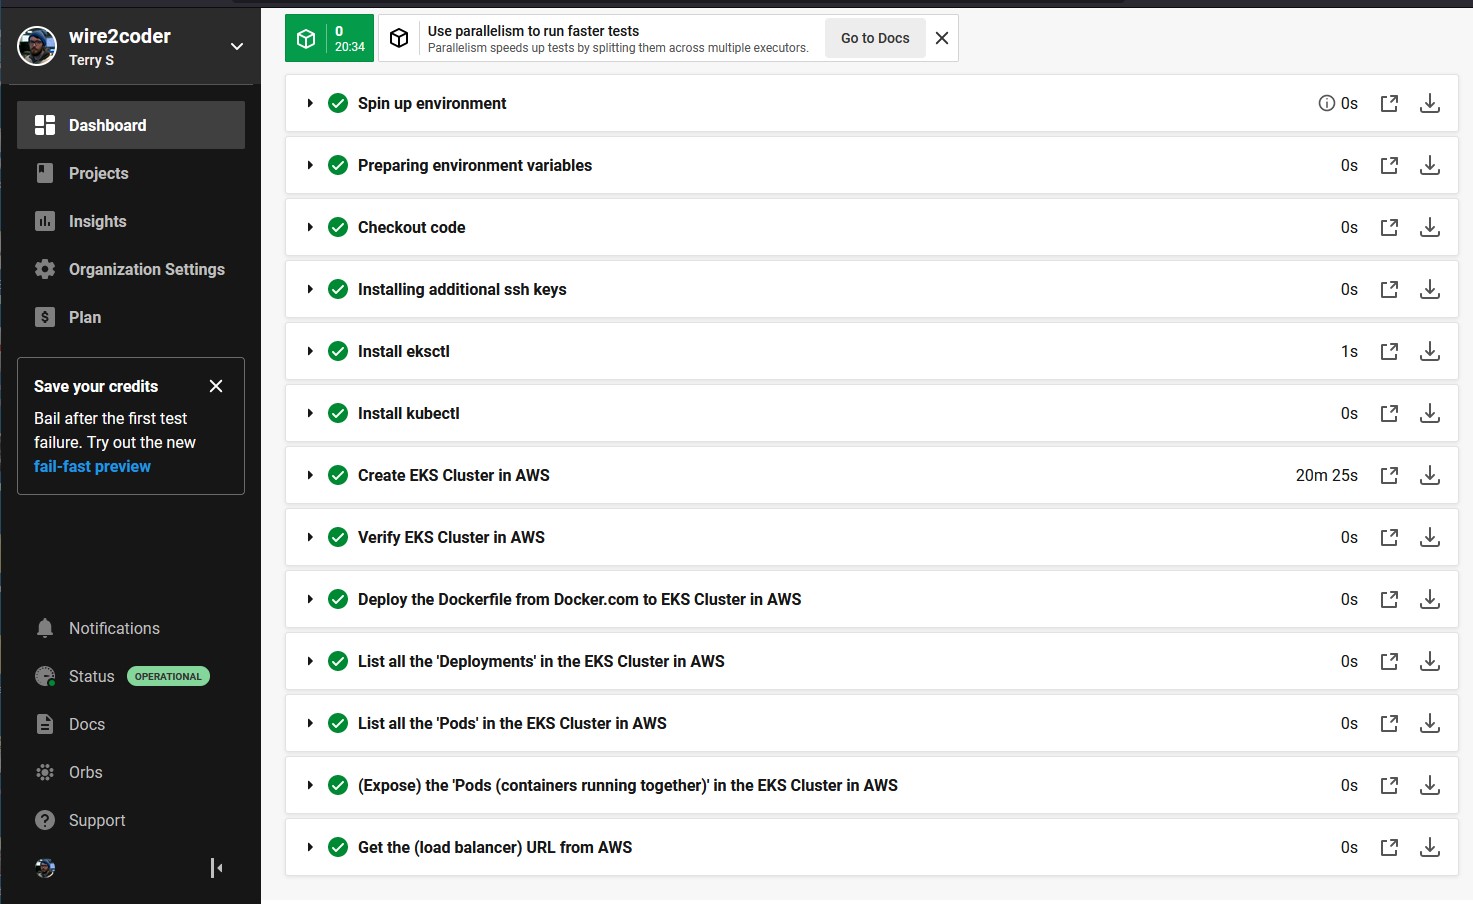 wire2coder
Terry S
Dashboard
Projects
Insights
Organization Settings
Plan
Save your credits
Bail after the first test
failure. Try out the new
fail-fast preview
Notifications
Status OPERATIONAL
Docs
Orbs
Support
0
20:34
Use parallelism to run faster tests
Parallelism speeds up tests by splitting them across multiple executors.
Go to Docs
Spin up environment 0s
Preparing environment variables 0s
Checkout code 0s
Installing additional ssh keys 0s
Install eksctl 1s
Install kubectl 0s
Create EKS Cluster in AWS 20m 25s
Verify EKS Cluster in AWS 0s
Deploy the Dockerfile from Docker.com to EKS Cluster in AWS 0s
List all the 'Deployments' in the EKS Cluster in AWS 0s
List all the 'Pods' in the EKS Cluster in AWS 0s
(Expose) the 'Pods (containers running together)' in the EKS Cluster in AWS 0s
Get the (load balancer) URL from AWS 0s